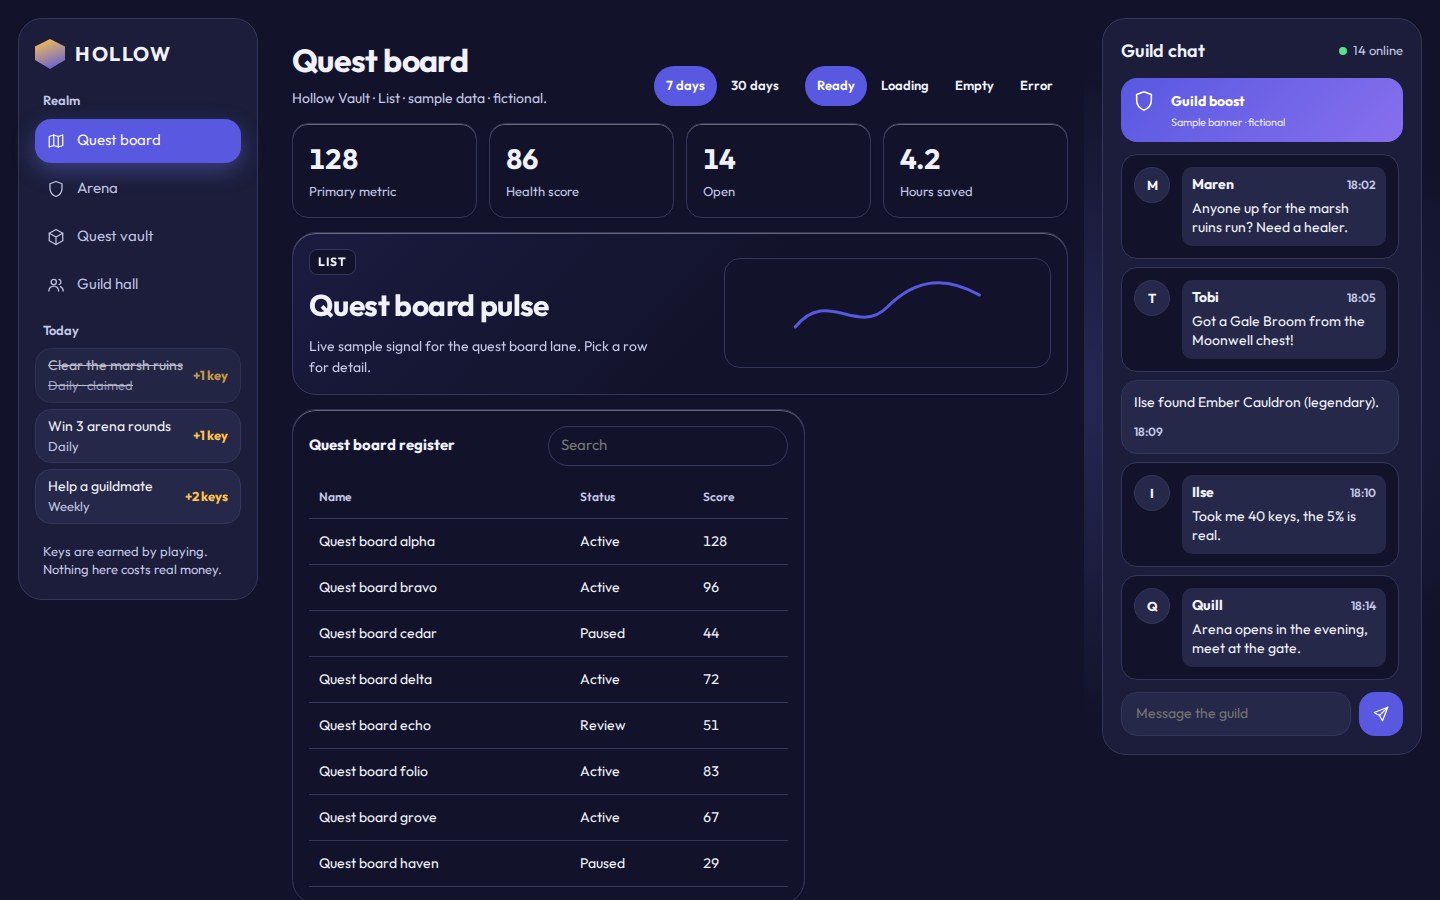 HOLLOW
Realm
Quest board
Arena
Quest vault
Guild hall
Today
Clear the marsh ruins
Daily · claimed
+1 key
Win 3 arena rounds
Daily
+1 key
Help a guildmate
Weekly
+2 keys
Keys are earned by playing.
Nothing here costs real money.
Quest board
Hollow Vault · List · sample data · fictional.
7 days
30 days
Ready
Loading
Empty
Error
128
Primary metric
86
Health score
14
Open
4.2
Hours saved
LIST
Quest board pulse
Live sample signal for the quest board lane. Pick a row
for detail.
Quest board register
Search
Name Status Score
Quest board alpha Active 128
Quest board bravo Active 96
Quest board cedar Paused 44
Quest board delta Active 72
Quest board echo Review 51
Quest board folio Active 83
Quest board grove Active 67
Quest board haven Paused 29
Guild chat
14 online
Guild boost
Sample banner · fictional
M
Maren 18:02
Anyone up for the marsh
ruins run? Need a healer.
T
Tobi 18:05
Got a Gale Broom from the
Moonwell chest!
Ilse found Ember Cauldron (legendary).
18:09
I
Ilse 18:10
Took me 40 keys, the 5% is
real.
Q
Quill 18:14
Arena opens in the evening,
meet at the gate.
Message the guild